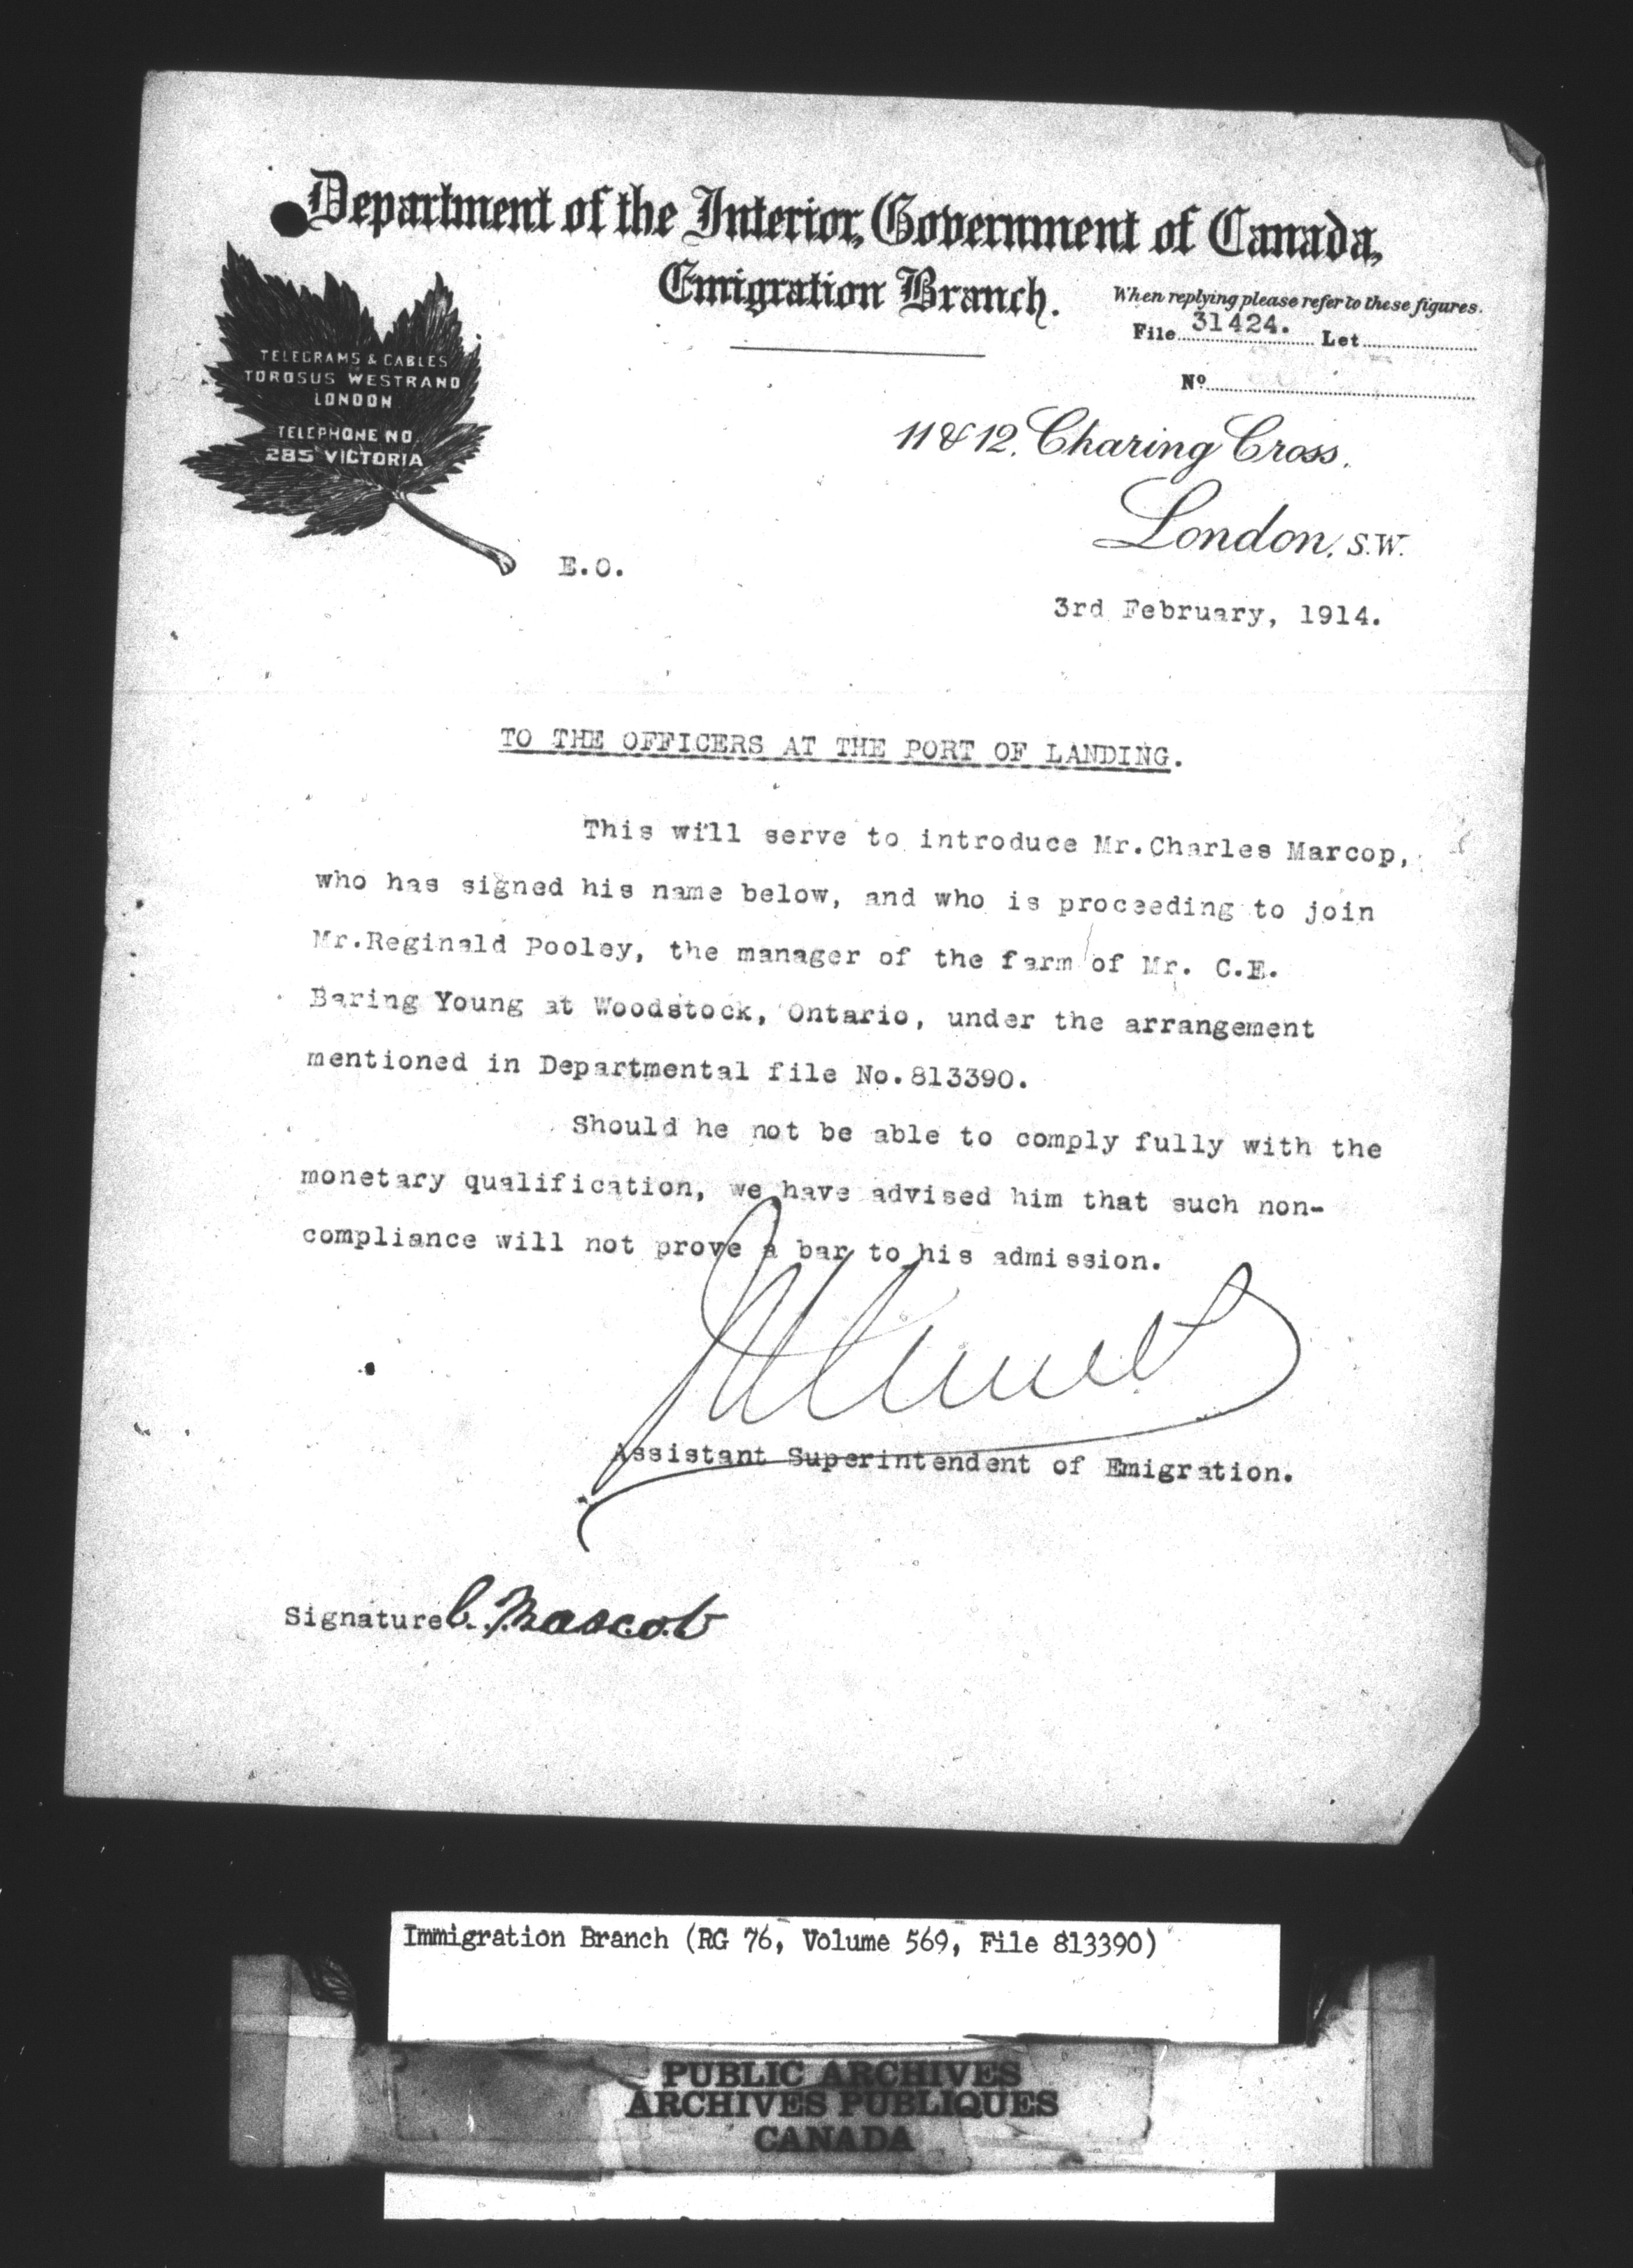 Department of the Interior, Government of Canada,
Emigration Branch.
When replying please refer to these figures.
File 31424. Let
Nº
TELEGRAMS & CABLES
TOROSUS WESTRAND
LONDON
TELEPHONE NO.
285 VICTORIA
11 & 12, Charing Cross,
London, S.W.
E.O.
3rd February, 1914.
TO THE OFFICERS AT THE PORT OF LANDING.
This will serve to introduce Mr.Charles Marcop,
who has signed his name below, and who is proceeding to join
Mr.Reginald Pooley, the manager of the farm of Mr. C.E.
Baring Young at Woodstock, Ontario, under the arrangement
mentioned in Departmental file No.813390.
Should he not be able to comply fully with the
monetary qualification, we have advised him that such non-
compliance will not prove a bar to his admission.
Assistant Superintendent of Emigration.
Signature C. Mascob
Immigration Branch (RG 76, Volume 569, File 813390)
PUBLIC ARCHIVES
ARCHIVES PUBLIQUES
CANADA